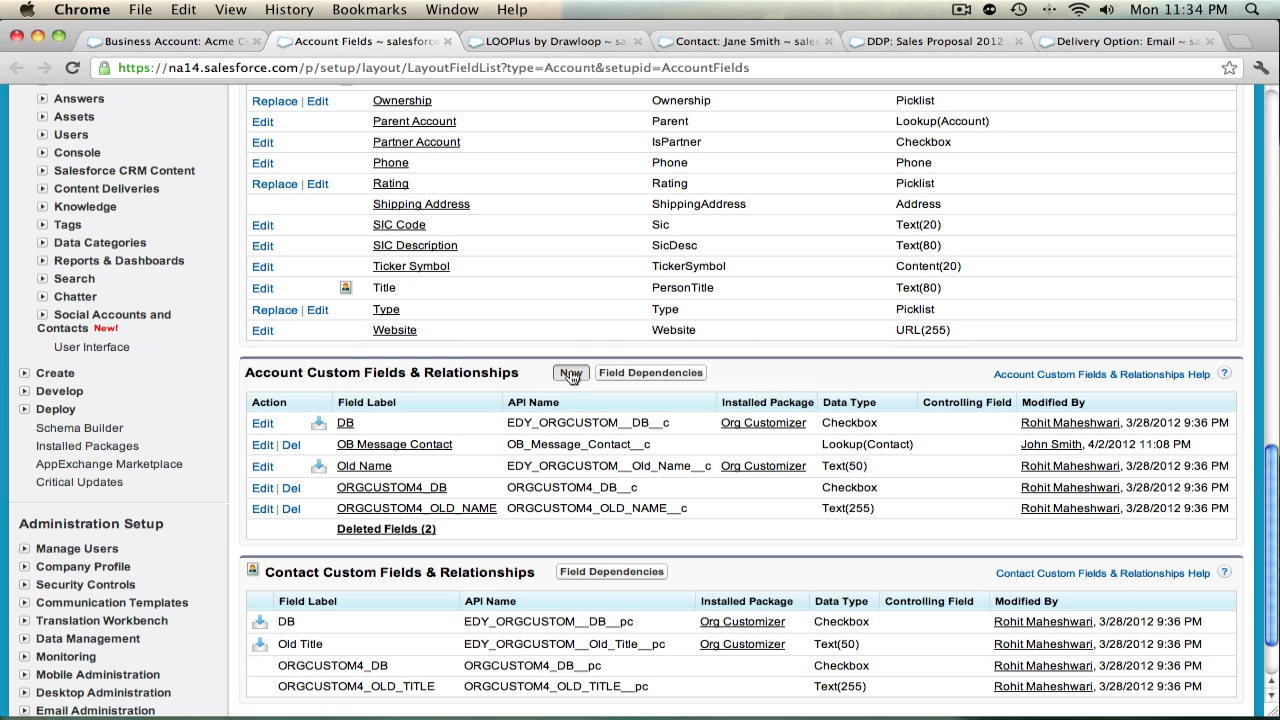 Chrome File Edit View History Bookmarks Window Help Mon 11:34 PM
Business Account: Acme C Account Fields ~ salesforce LOOPlus by Drawloop ~ sale Contact: Jane Smith ~ sales DDP: Sales Proposal 2012 Delivery Option: Email ~ sa
https://na14.salesforce.com/p/setup/layout/LayoutFieldList?type=Account&setupid=AccountFields
Answers
Assets
Users
Console
Salesforce CRM Content
Content Deliveries
Knowledge
Tags
Data Categories
Reports & Dashboards
Search
Chatter
Social Accounts and
Contacts New!
User Interface
Create
Develop
Deploy
Schema Builder
Installed Packages
AppExchange Marketplace
Critical Updates
Administration Setup
Manage Users
Company Profile
Security Controls
Communication Templates
Translation Workbench
Data Management
Monitoring
Mobile Administration
Desktop Administration
Email Administration
Replace | Edit Ownership Ownership Picklist
Edit Parent Account Parent Lookup(Account)
Edit Partner Account IsPartner Checkbox
Edit Phone Phone Phone
Replace | Edit Rating Rating Picklist
Shipping Address ShippingAddress Address
Edit SIC Code Sic Text(20)
Edit SIC Description SicDesc Text(80)
Edit Ticker Symbol TickerSymbol Content(20)
Edit Title PersonTitle Text(80)
Replace | Edit Type Type Picklist
Edit Website Website URL(255)
Account Custom Fields & Relationships New Field Dependencies Account Custom Fields & Relationships Help ?
Action Field Label API Name Installed Package Data Type Controlling Field Modified By
Edit DB EDY_ORGCUSTOM__DB__c Org Customizer Checkbox Rohit Maheshwari, 3/28/2012 9:36 PM
Edit | Del OB Message Contact OB_Message_Contact__c Lookup(Contact) John Smith, 4/2/2012 11:08 PM
Edit Old Name EDY_ORGCUSTOM__Old_Name__c Org Customizer Text(50) Rohit Maheshwari, 3/28/2012 9:36 PM
Edit | Del ORGCUSTOM4_DB ORGCUSTOM4_DB__c Checkbox Rohit Maheshwari, 3/28/2012 9:36 PM
Edit | Del ORGCUSTOM4_OLD_NAME ORGCUSTOM4_OLD_NAME__c Text(255) Rohit Maheshwari, 3/28/2012 9:36 PM
Deleted Fields (2)
Contact Custom Fields & Relationships Field Dependencies Contact Custom Fields & Relationships Help ?
Field Label API Name Installed Package Data Type Controlling Field Modified By
DB EDY_ORGCUSTOM__DB__pc Org Customizer Checkbox Rohit Maheshwari, 3/28/2012 9:36 PM
Old Title EDY_ORGCUSTOM__Old_Title__pc Org Customizer Text(50) Rohit Maheshwari, 3/28/2012 9:36 PM
ORGCUSTOM4_DB ORGCUSTOM4_DB__pc Checkbox Rohit Maheshwari, 3/28/2012 9:36 PM
ORGCUSTOM4_OLD_TITLE ORGCUSTOM4_OLD_TITLE__pc Text(255) Rohit Maheshwari, 3/28/2012 9:36 PM